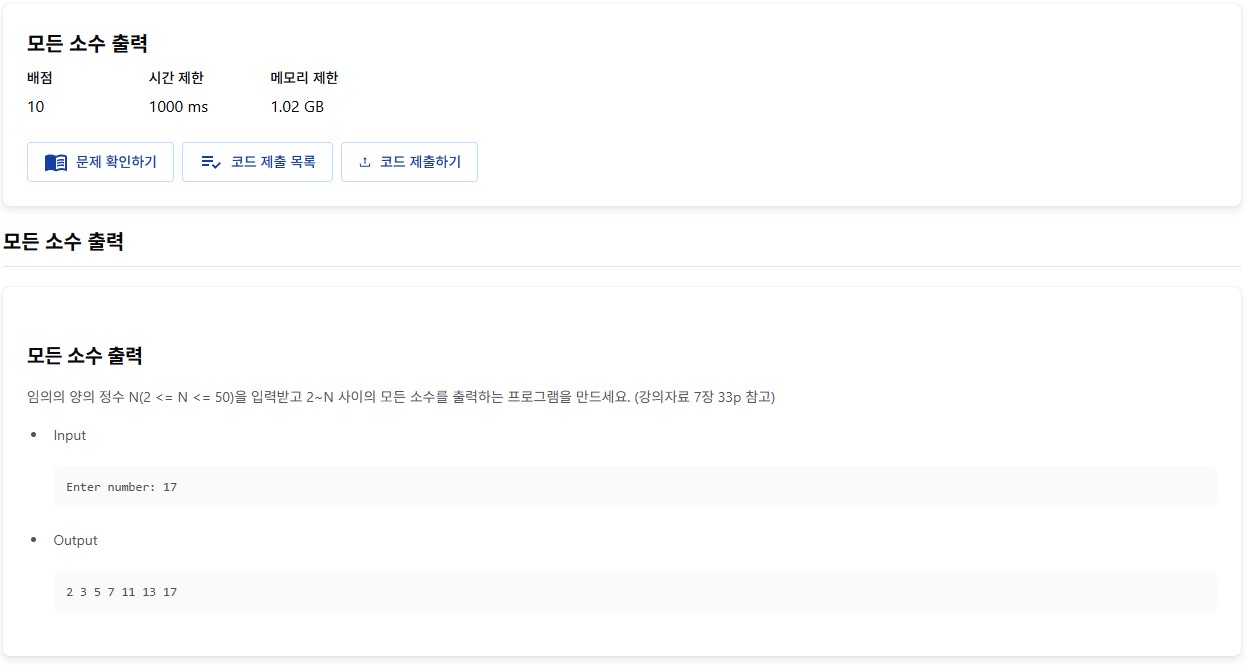 모든 소수 출력
배점 시간 제한 메모리 제한
10 1000 ms 1.02 GB
문제 확인하기 코드 제출 목록 코드 제출하기
모든 소수 출력
모든 소수 출력
임의의 양의 정수 N(2 <= N <= 50)을 입력받고 2~N 사이의 모든 소수를 출력하는 프로그램을 만드세요. (강의자료 7장 33p 참고)
• Input
Enter number: 17
• Output
2 3 5 7 11 13 17